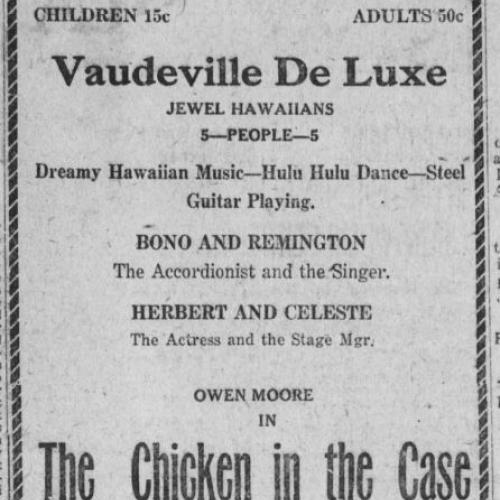 CHILDREN 15c ADULTS 50c
Vaudeville De Luxe
JEWEL HAWAIIANS
5—PEOPLE—5
Dreamy Hawaiian Music—Hulu Hulu Dance—Steel
Guitar Playing.
BONO AND REMINGTON
The Accordionist and the Singer.
HERBERT AND CELESTE
The Actress and the Stage Mgr.
OWEN MOORE
IN
The Chicken in the Case